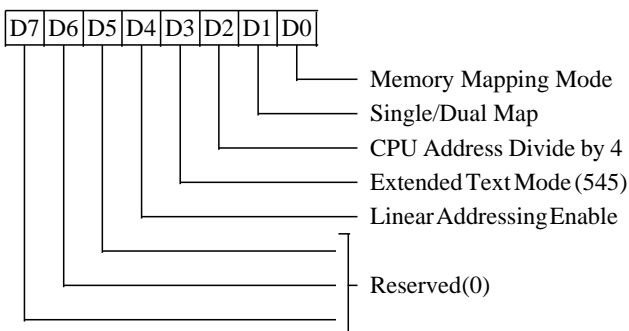 D7 D6 D5 D4 D3 D2 D1 D0
Memory Mapping Mode
Single/Dual Map
CPU Address Divide by 4
Extended Text Mode (545)
Linear Addressing Enable
Reserved (0)